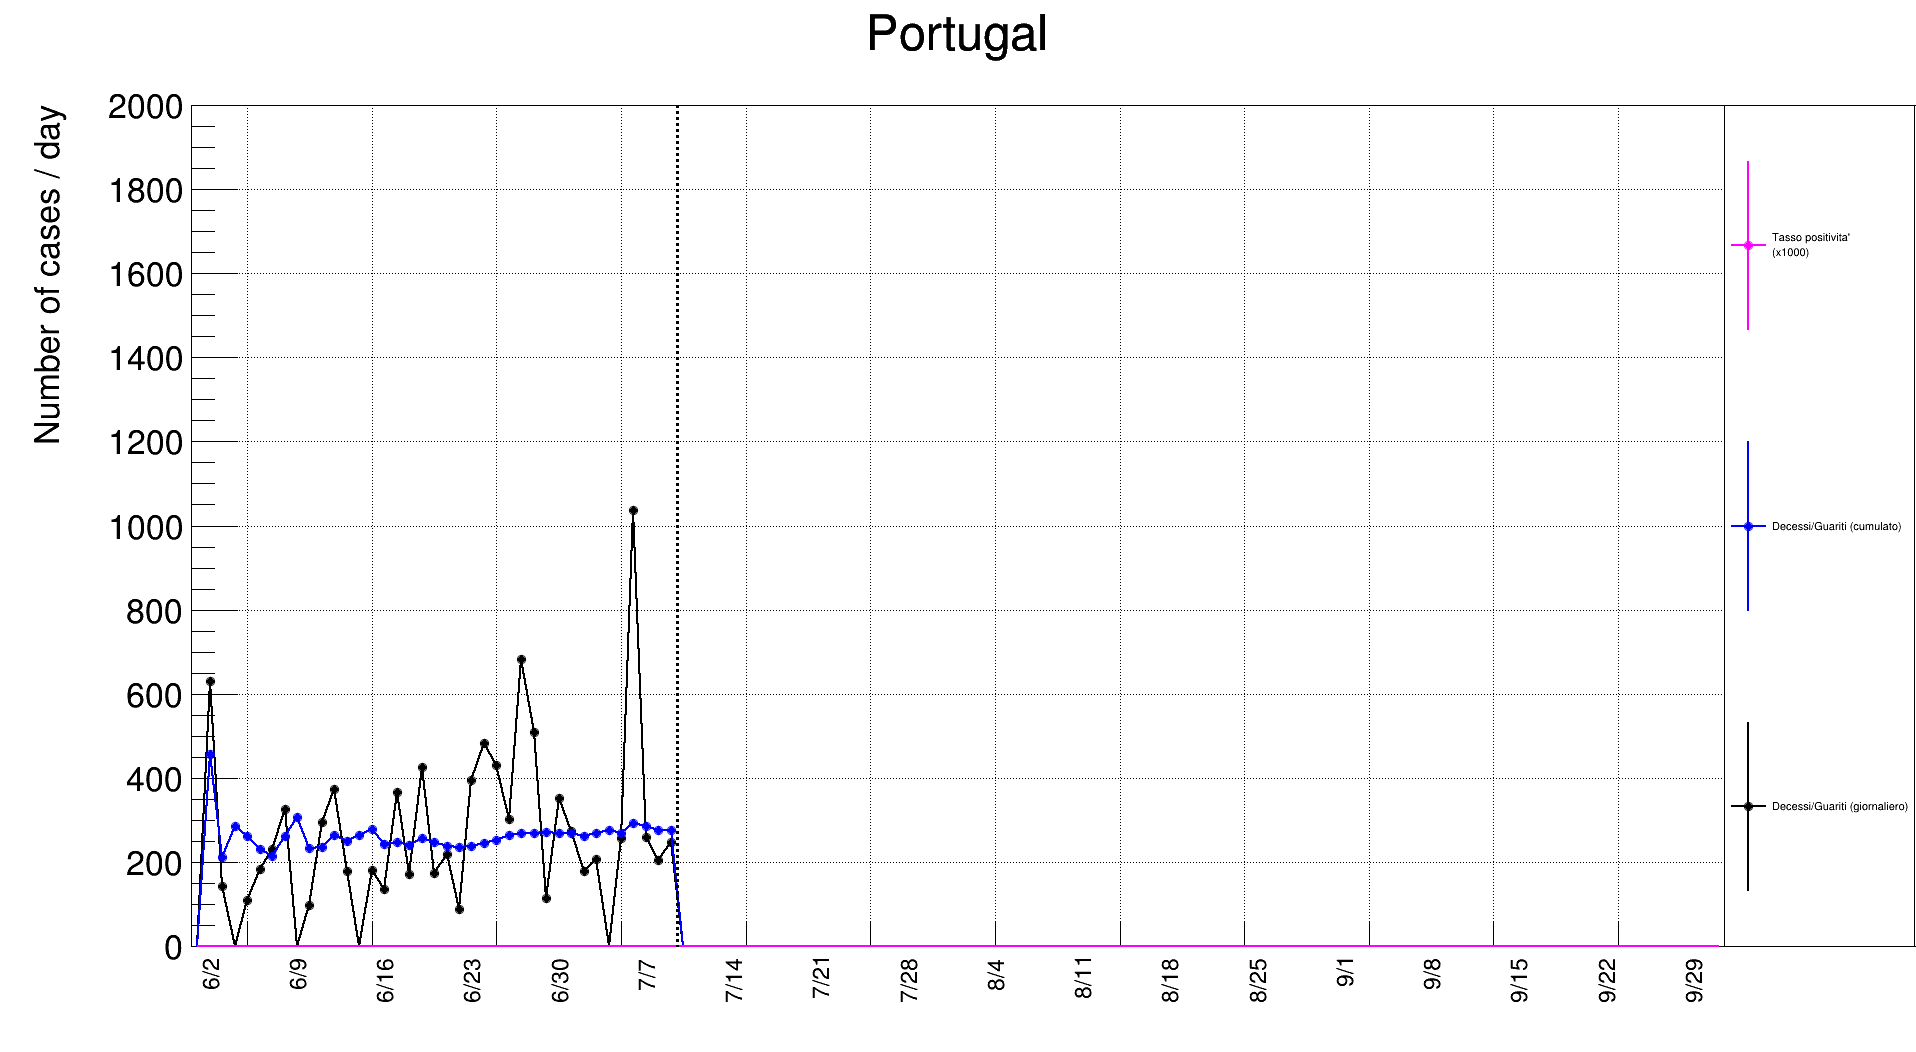 Portugal
Number of cases / day
2000
1800
1600
1400
1200
1000
800
600
400
200
0
6/2 6/9 6/16 6/23 6/30 7/7 7/14 7/21 7/28 8/4 8/11 8/18 8/25 9/1 9/8 9/15 9/22 9/29
Tasso positivita'
(x1000)
Decessi/Guariti (cumulato)
Decessi/Guariti (giornaliero)